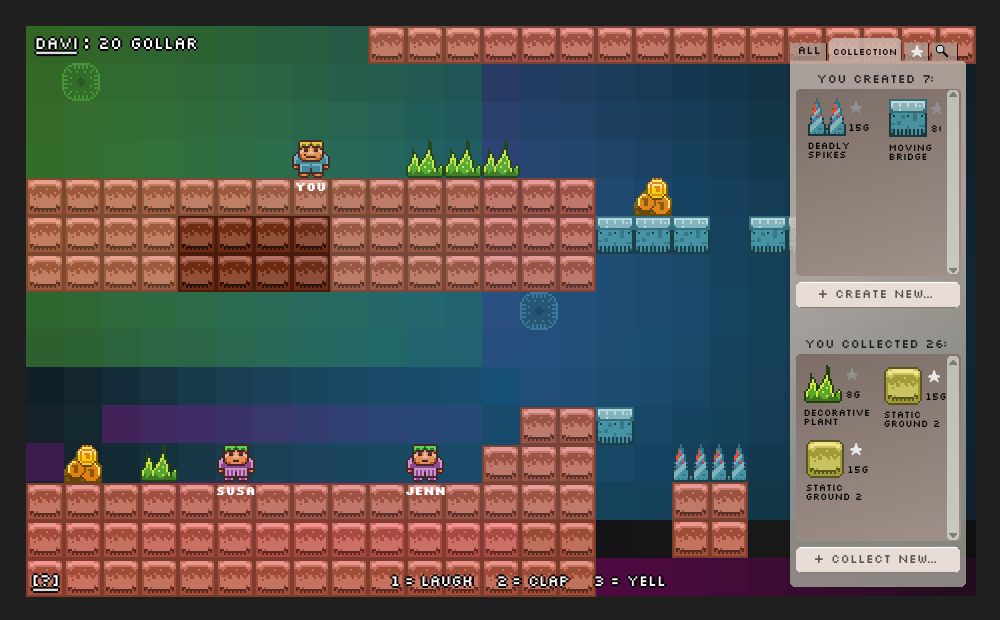 DAVI: 20 GOLLAR
ALL
COLLECTION
YOU CREATED 7:
15G
DEADLY
SPIKES
MOVING
BRIDGE
YOU
+ CREATE NEW...
YOU COLLECTED 26:
8G
DECORATIVE
PLANT
15G
STATIC
GROUND 2
15G
STATIC
GROUND 2
SUSA
JENN
+ COLLECT NEW...
[?]
1 = LAUGH 2 = CLAP 3 = YELL